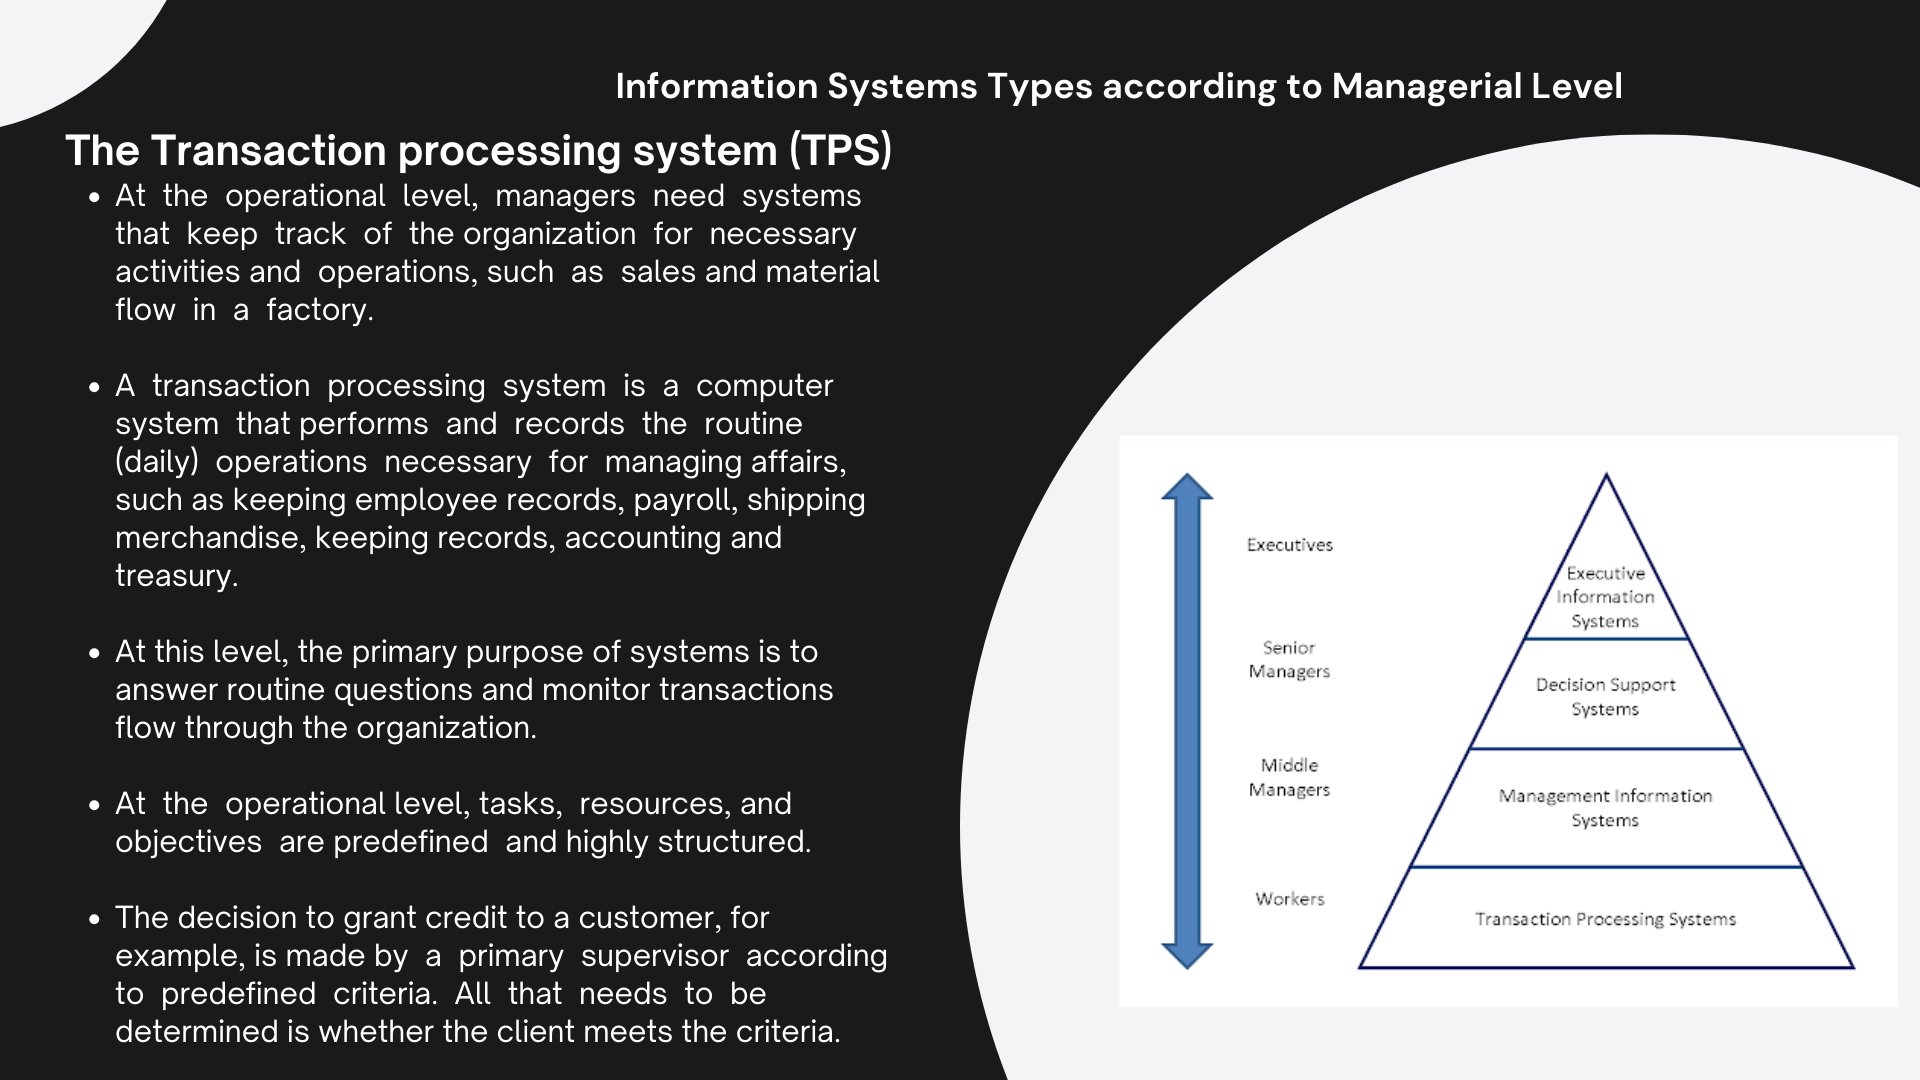 Information Systems Types according to Managerial Level
The Transaction processing system (TPS)
• At the operational level, managers need systems
that keep track of the organization for necessary
activities and operations, such as sales and material
flow in a factory.
• A transaction processing system is a computer
system that performs and records the routine
(daily) operations necessary for managing affairs,
such as keeping employee records, payroll, shipping
merchandise, keeping records, accounting and
treasury.
• At this level, the primary purpose of systems is to
answer routine questions and monitor transactions
flow through the organization.
• At the operational level, tasks, resources, and
objectives are predefined and highly structured.
• The decision to grant credit to a customer, for
example, is made by a primary supervisor according
to predefined criteria. All that needs to be
determined is whether the client meets the criteria.
Executives
Senior
Managers
Middle
Managers
Workers
Executive
Information
Systems
Decision Support
Systems
Management Information
Systems
Transaction Processing Systems